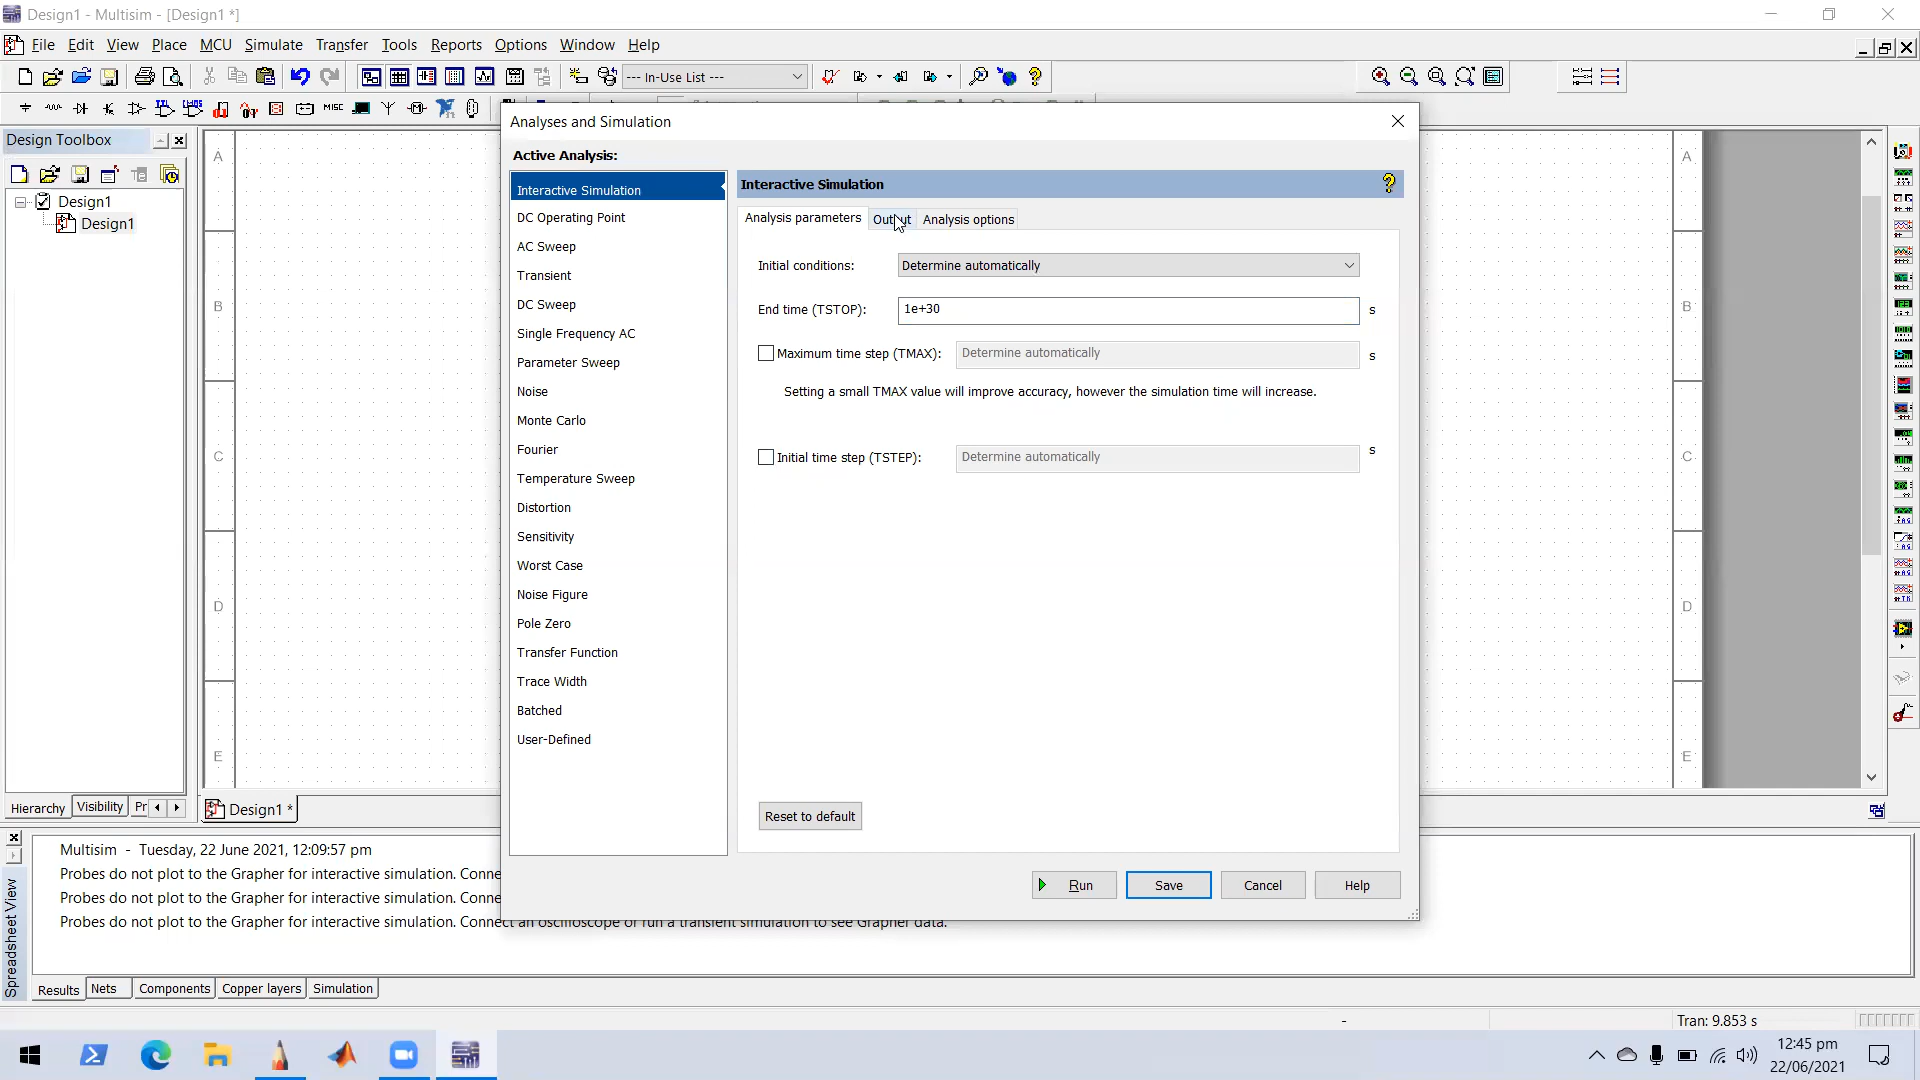 Design1 - Multisim - [Design1 *]
File Edit View Place MCU Simulate Transfer Tools Reports Options Window Help
--- In-Use List ---
MISC
Design Toolbox
Design1
Design1
Hierarchy Visibility Pr
A
B
C
D
E
A
B
C
D
E
Design1 *
Analyses and Simulation
Active Analysis:
Interactive Simulation
DC Operating Point
AC Sweep
Transient
DC Sweep
Single Frequency AC
Parameter Sweep
Noise
Monte Carlo
Fourier
Temperature Sweep
Distortion
Sensitivity
Worst Case
Noise Figure
Pole Zero
Transfer Function
Trace Width
Batched
User-Defined
Interactive Simulation
Analysis parameters Output Analysis options
Initial conditions: Determine automatically
End time (TSTOP): 1e+30 s
Maximum time step (TMAX): Determine automatically s
Setting a small TMAX value will improve accuracy, however the simulation time will increase.
Initial time step (TSTEP): Determine automatically s
Reset to default
Run Save Cancel Help
Spreadsheet View
Multisim - Tuesday, 22 June 2021, 12:09:57 pm
Probes do not plot to the Grapher for interactive simulation. Conne
Probes do not plot to the Grapher for interactive simulation. Conne
Probes do not plot to the Grapher for interactive simulation. Connect an oscilloscope or run a transient simulation to see Grapher data.
Results Nets Components Copper layers Simulation
- Tran: 9.853 s
12:45 pm
22/06/2021